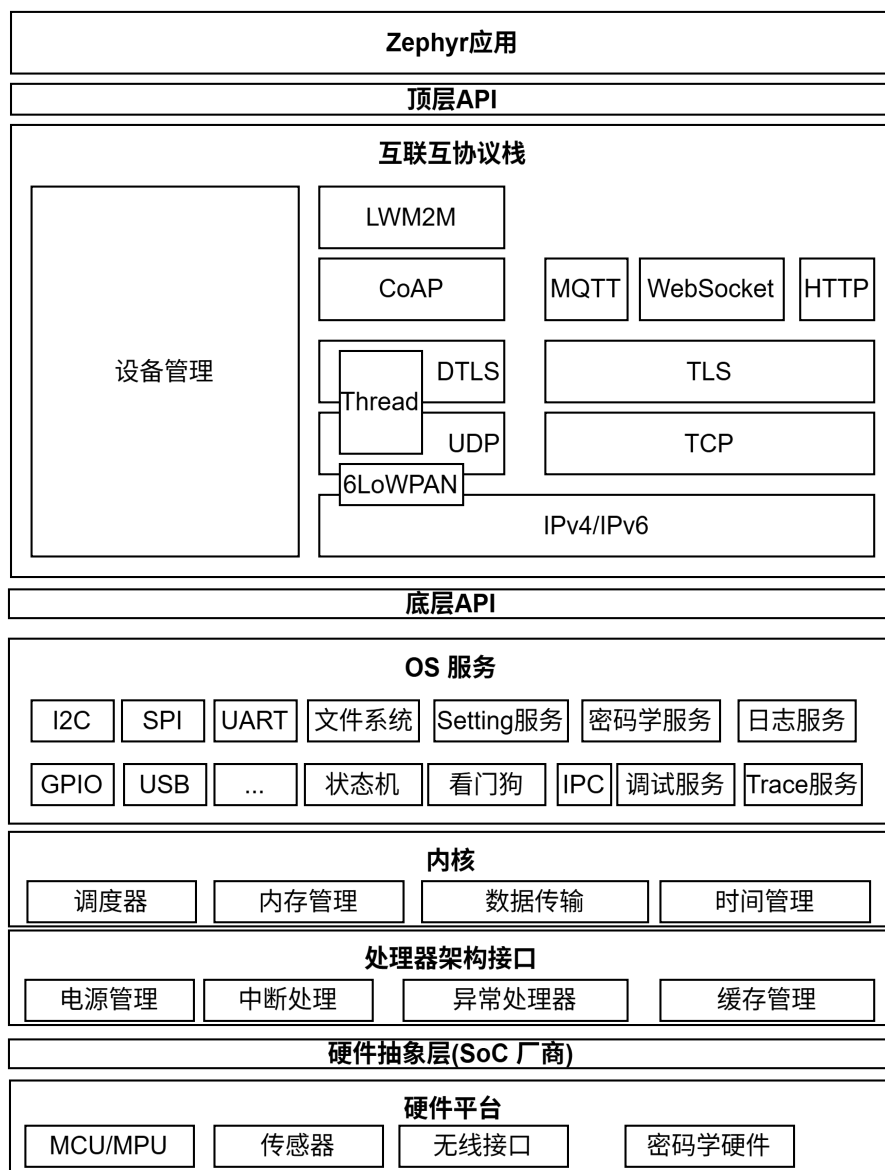 Zephyr应用
顶层API
互联互协议栈
设备管理
LWM2M
CoAP
MQTT
WebSocket
HTTP
DTLS
Thread
UDP
6LoWPAN
TLS
TCP
IPv4/IPv6
底层API
OS 服务
I2C SPI UART 文件系统 Setting服务 密码学服务 日志服务
GPIO USB ... 状态机 看门狗 IPC 调试服务 Trace服务
内核
调度器 内存管理 数据传输 时间管理
处理器架构接口
电源管理 中断处理 异常处理器 缓存管理
硬件抽象层(SoC 厂商)
硬件平台
MCU/MPU 传感器 无线接口 密码学硬件